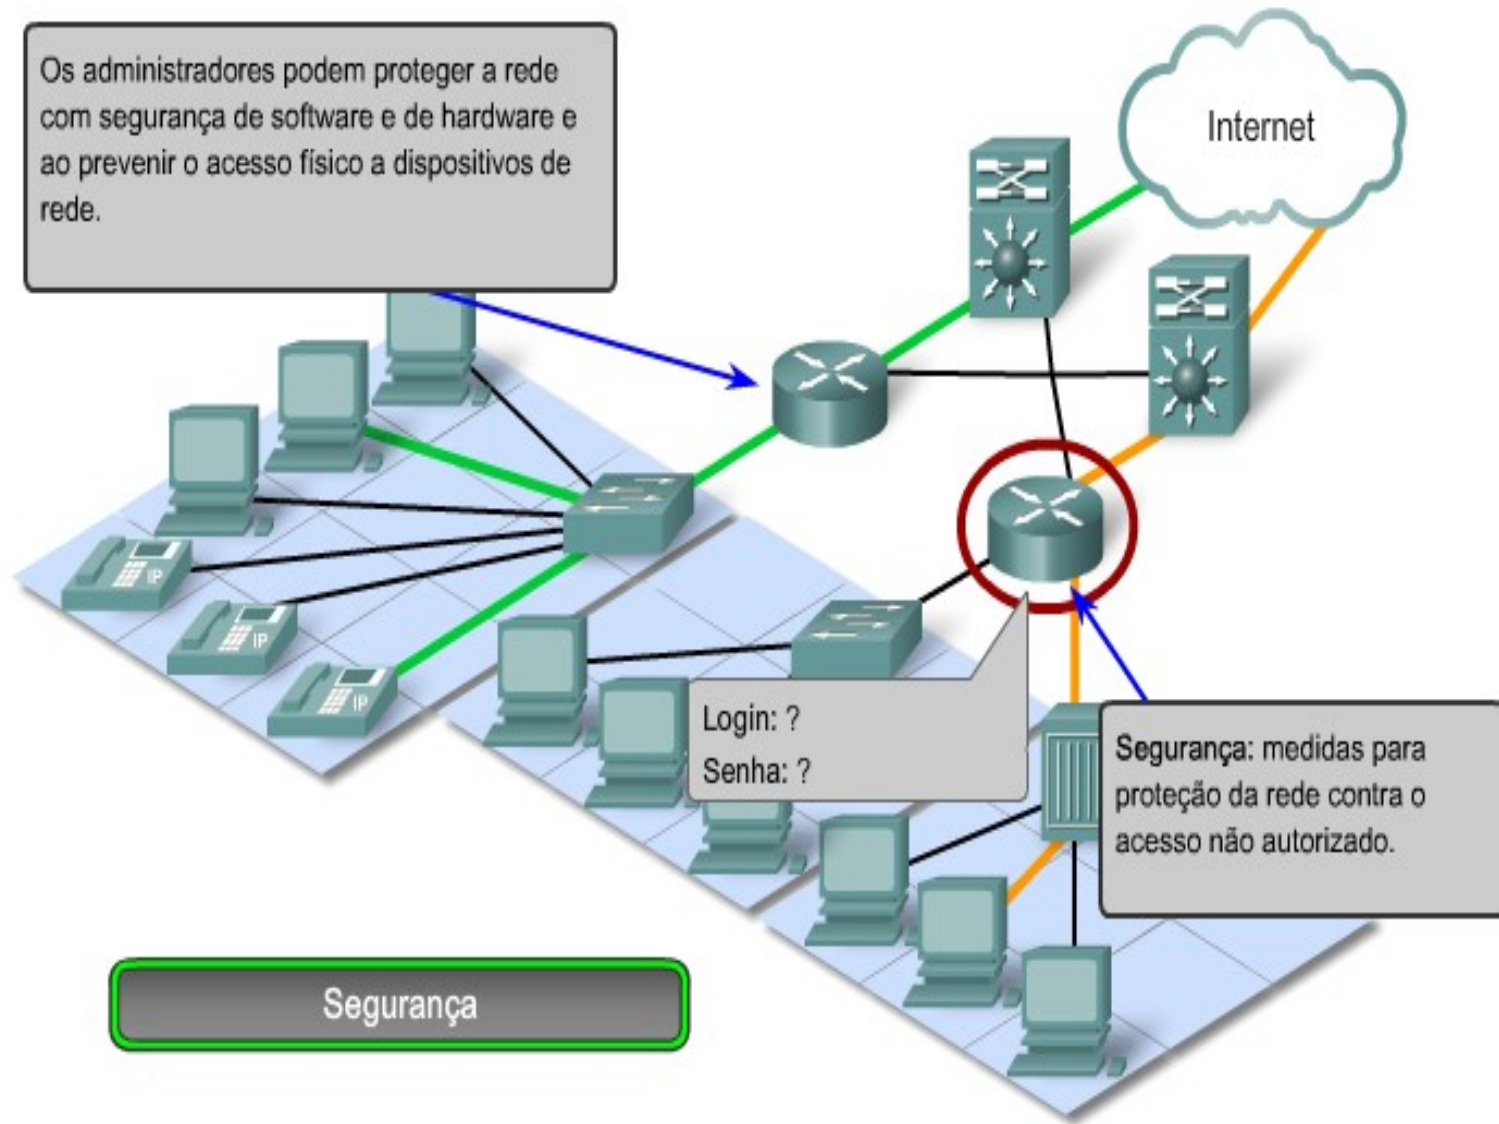 Os administradores podem proteger a rede
com segurança de software e de hardware e
ao prevenir o acesso físico a dispositivos de
rede.
Internet
IP
IP
IP
Login: ?
Senha: ?
Segurança: medidas para
proteção da rede contra o
acesso não autorizado.
Segurança